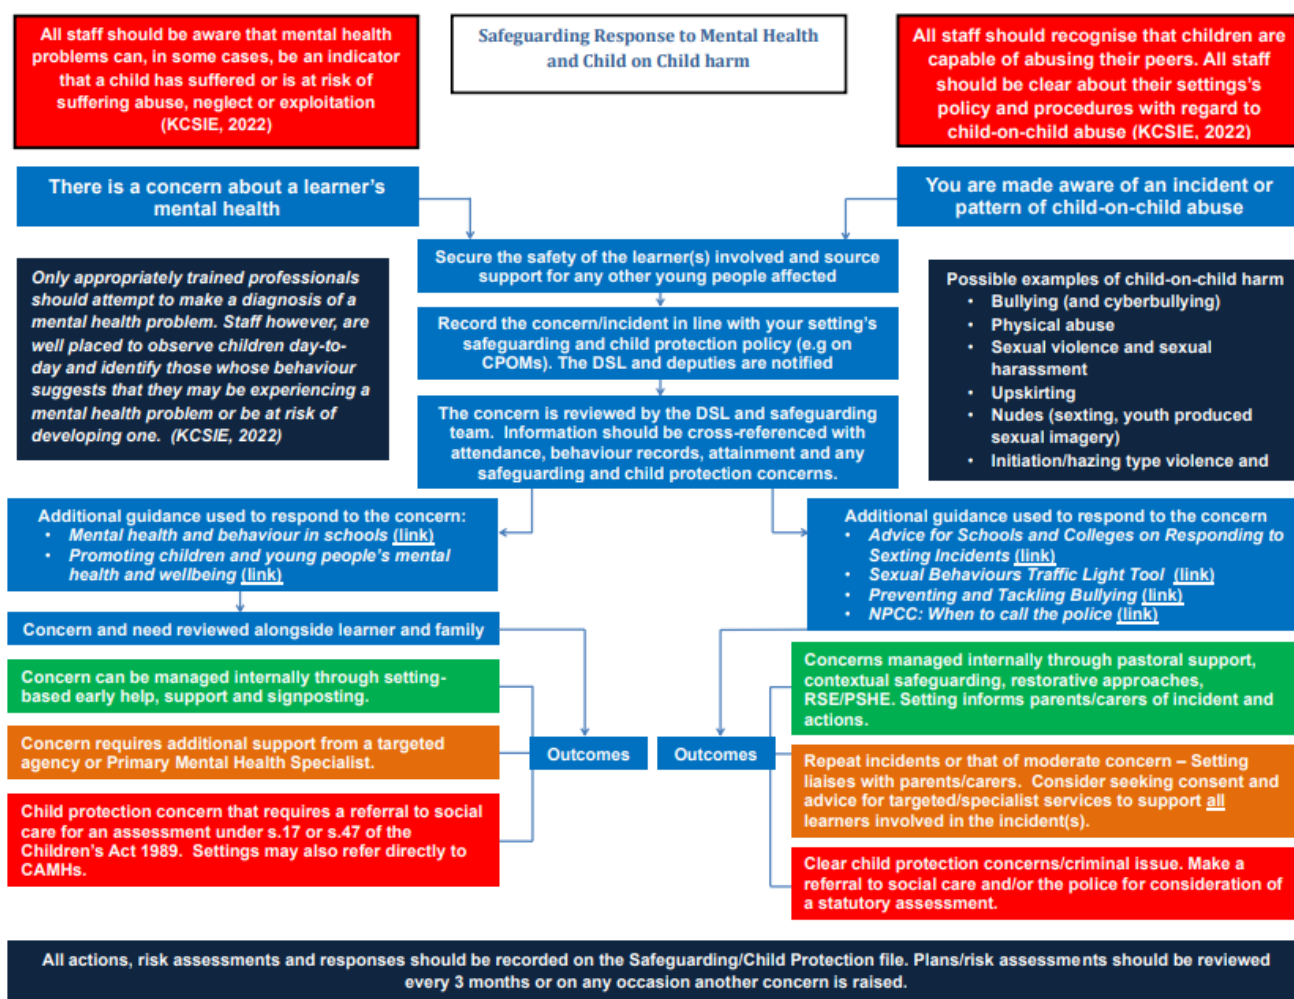 All staff should be aware that mental health
problems can, in some cases, be an indicator
that a child has suffered or is at risk of
suffering abuse, neglect or exploitation
(KCSIE, 2022)
Safeguarding Response to Mental Health
and Child on Child harm
All staff should recognise that children are
capable of abusing their peers. All staff
should be clear about their settings's
policy and procedures with regard to
child-on-child abuse (KCSIE, 2022)
There is a concern about a learner's
mental health
You are made aware of an incident or
pattern of child-on-child abuse
Secure the safety of the learner(s) involved and source
support for any other young people affected
Only appropriately trained professionals
should attempt to make a diagnosis of a
mental health problem. Staff however, are
well placed to observe children day-to-
day and identify those whose behaviour
suggests that they may be experiencing a
mental health problem or be at risk of
developing one. (KCSIE, 2022)
Record the concern/incident in line with your setting's
safeguarding and child protection policy (e.g on
CPOMs). The DSL and deputies are notified
Possible examples of child-on-child harm
• Bullying (and cyberbullying)
• Physical abuse
• Sexual violence and sexual
harassment
• Upskirting
• Nudes (sexting, youth produced
sexual imagery)
• Initiation/hazing type violence and
The concern is reviewed by the DSL and safeguarding
team. Information should be cross-referenced with
attendance, behaviour records, attainment and any
safeguarding and child protection concerns.
Additional guidance used to respond to the concern:
• Mental health and behaviour in schools (link)
• Promoting children and young people's mental
health and wellbeing (link)
Additional guidance used to respond to the concern
• Advice for Schools and Colleges on Responding to
Sexting Incidents (link)
• Sexual Behaviours Traffic Light Tool (link)
• Preventing and Tackling Bullying (link)
• NPCC: When to call the police (link)
Concern and need reviewed alongside learner and family
Concern can be managed internally through setting-
based early help, support and signposting.
Concern requires additional support from a targeted
agency or Primary Mental Health Specialist.
Child protection concern that requires a referral to social
care for an assessment under s.17 or s.47 of the
Children's Act 1989. Settings may also refer directly to
CAMHs.
Outcomes
Outcomes
Concerns managed internally through pastoral support,
contextual safeguarding, restorative approaches,
RSE/PSHE. Setting informs parents/carers of incident and
actions.
Repeat incidents or that of moderate concern – Setting
liaises with parents/carers. Consider seeking consent and
advice for targeted/specialist services to support all
learners involved in the incident(s).
Clear child protection concerns/criminal issue. Make a
referral to social care and/or the police for consideration of
a statutory assessment.
All actions, risk assessments and responses should be recorded on the Safeguarding/Child Protection file. Plans/risk assessments should be reviewed
every 3 months or on any occasion another concern is raised.